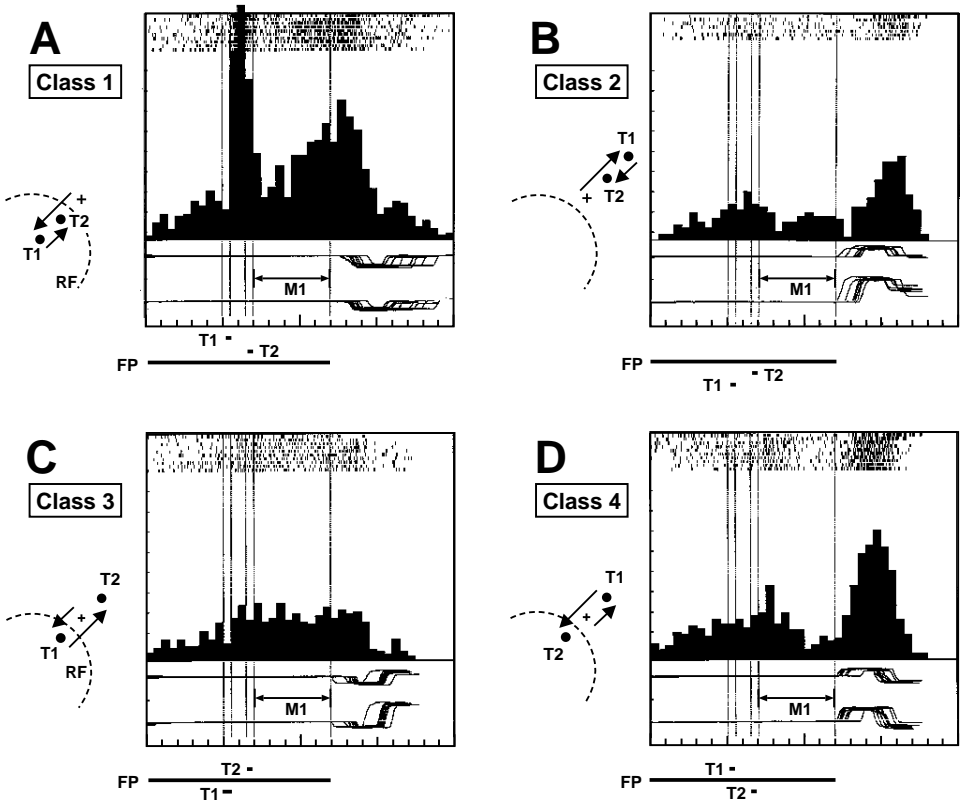 A
Class 1
+
T2
T1
RF
M1
T1
T2
FP
B
Class 2
T1
T2
+
M1
T2
FP
T1
C
Class 3
T2
+
T1
RF
M1
T2
FP
T1
D
Class 4
T1
+
T2
M1
T1
FP
T2